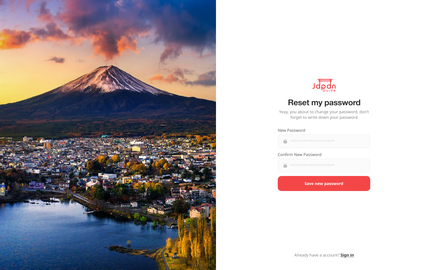 Japan
Reset my password
Yeay, you about to change your password, don't
forget to write down your password
New Password
Confirm New Password
Save new password
Already have a account? Sign in